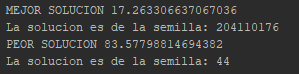 MEJOR SOLUCION 17.263306637067036
La solucion es de la semilla: 204110176
PEOR SOLUCION 83.57798814694382
La solucion es de la semilla: 44